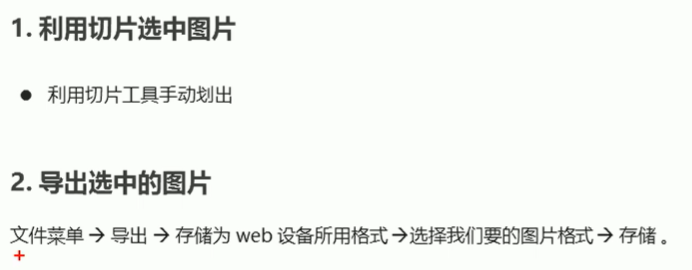 1. 利用切片选中图片
● 利用切片工具手动划出
2. 导出选中的图片
文件菜单 → 导出 → 存储为 web 设备所用格式→选择我们要的图片格式→ 存储 。